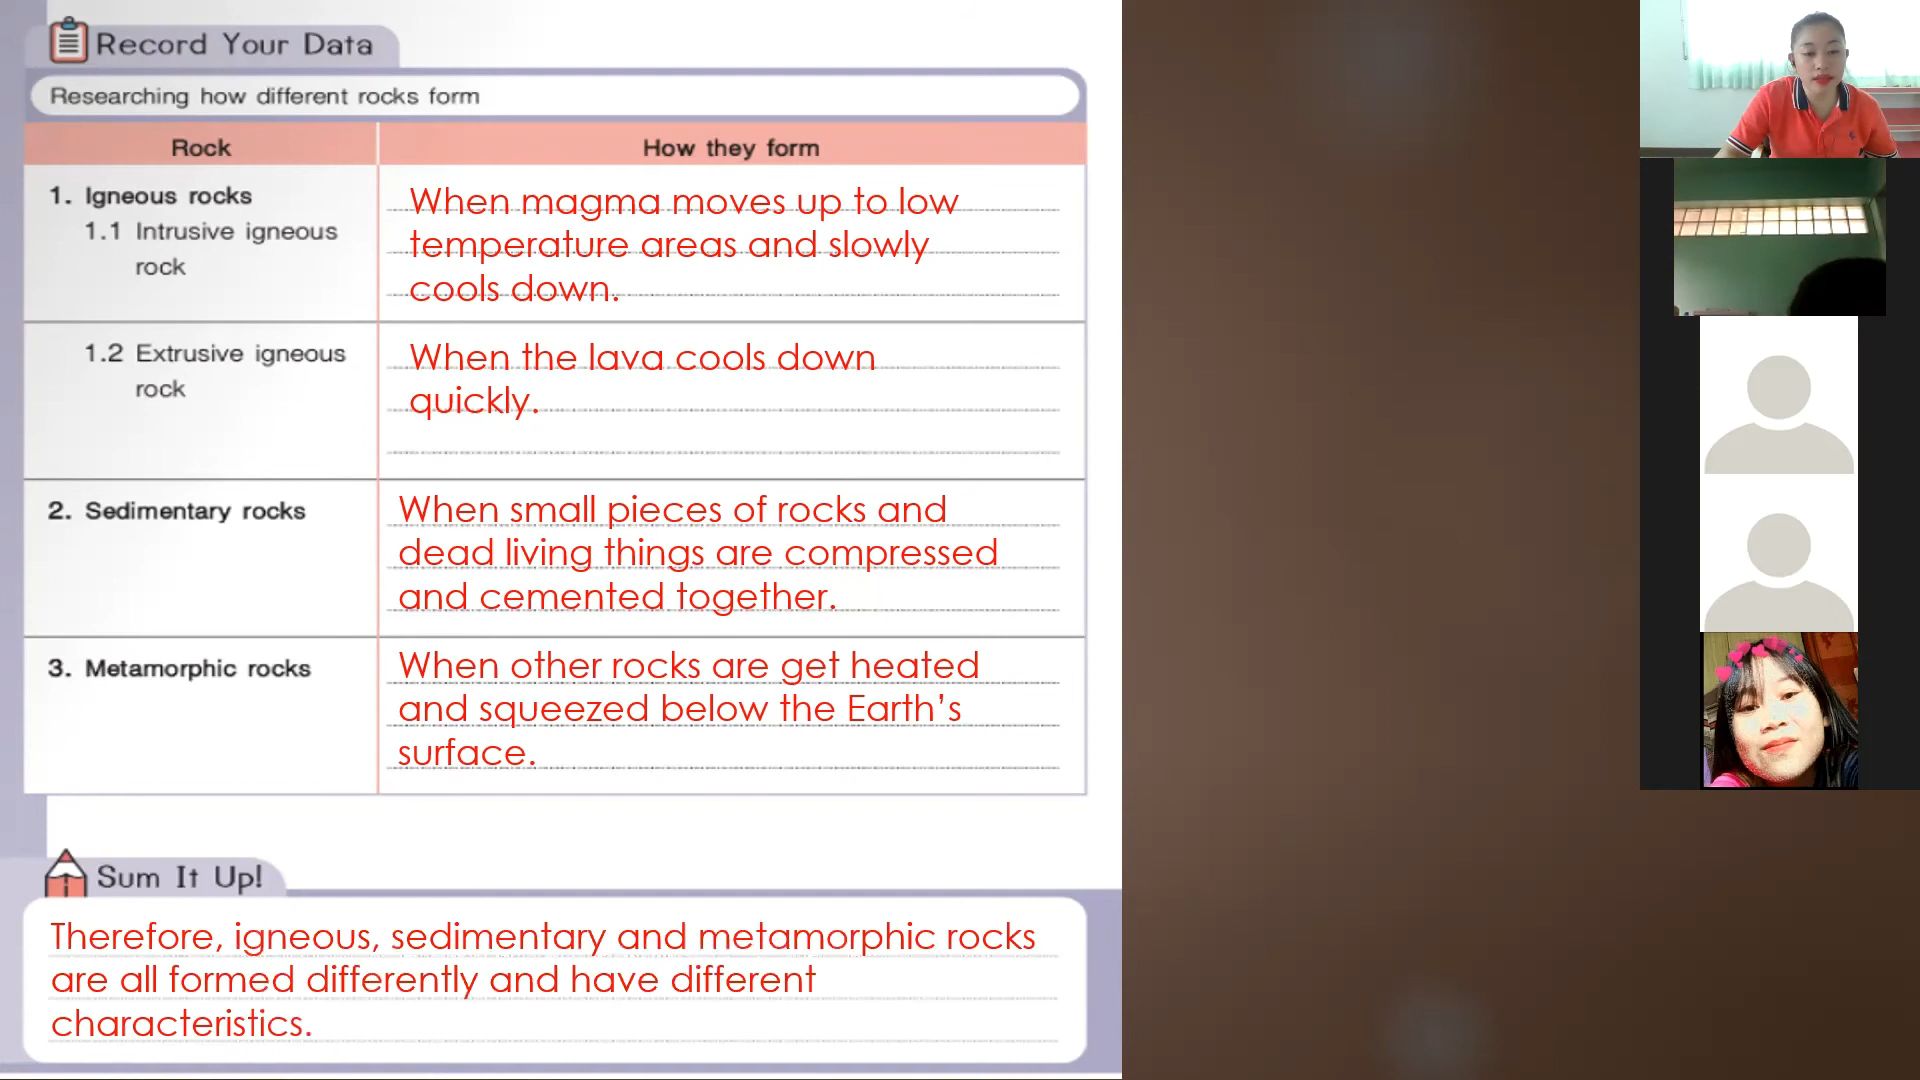 Record Your Data
Researching how different rocks form
Rock
How they form
1. Igneous rocks
1.1 Intrusive igneous
rock
When magma moves up to low
temperature areas and slowly
cools down.
1.2 Extrusive igneous
rock
When the lava cools down
quickly.
2. Sedimentary rocks
When small pieces of rocks and
dead living things are compressed
and cemented together.
3. Metamorphic rocks
When other rocks are get heated
and squeezed below the Earth’s
surface.
Sum It Up!
Therefore, igneous, sedimentary and metamorphic rocks
are all formed differently and have different
characteristics.